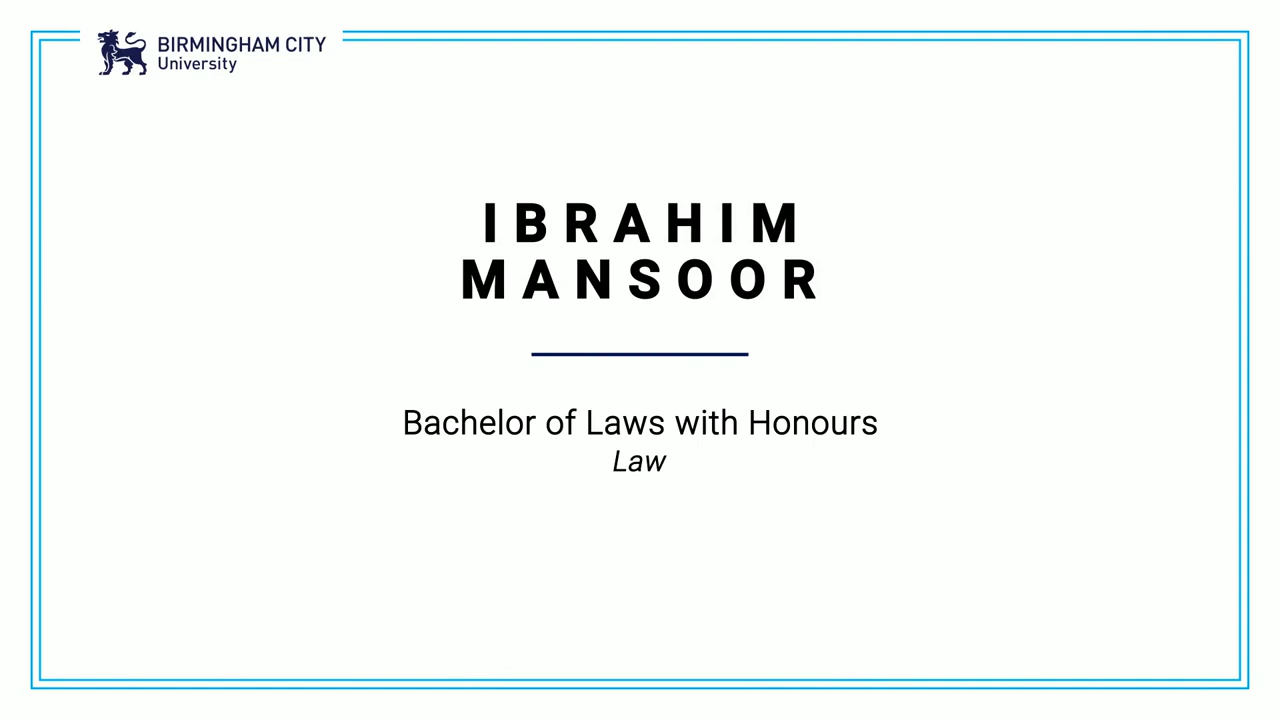 BIRMINGHAM CITY
University
IBRAHIM
MANSOOR
Bachelor of Laws with Honours
Law